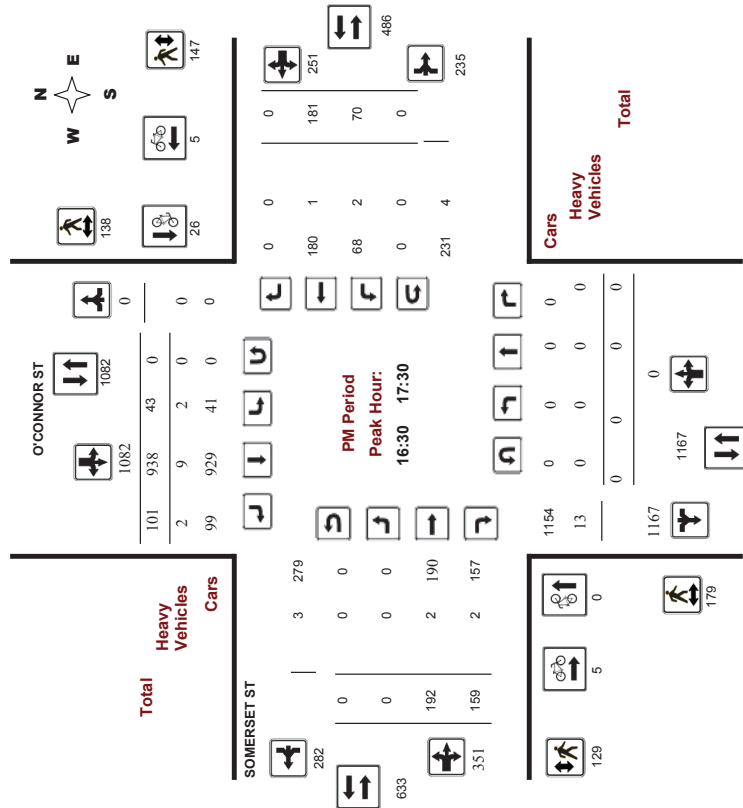 N
W E
S
138
26
147
5
O'CONNOR ST
1082
1082
0
101 938 43 0
2 9 2 0 0
99 929 41 0 0
Total
Heavy
Vehicles
Cars
251
486
235
0 0 0
180 1 181
68 2 70
0 0 0
231 4
PM Period
Peak Hour:
16:30 17:30
SOMERSET ST
282
633
351
3 279
0 0 0
0 0 0
192 2 190
159 2 157
Cars
Heavy
Vehicles
Total
1154 0 0 0 0
13 0 0 0 0
0 0 0 0
1167
1167
0
5
0
129
179